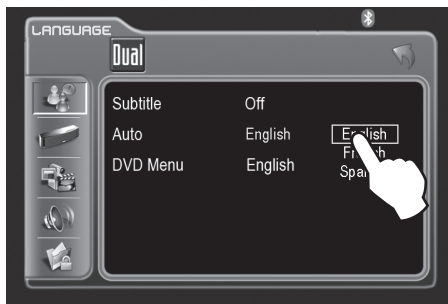 LANGUAGE
Dual
Subtitle Off
Auto English English
DVD Menu English